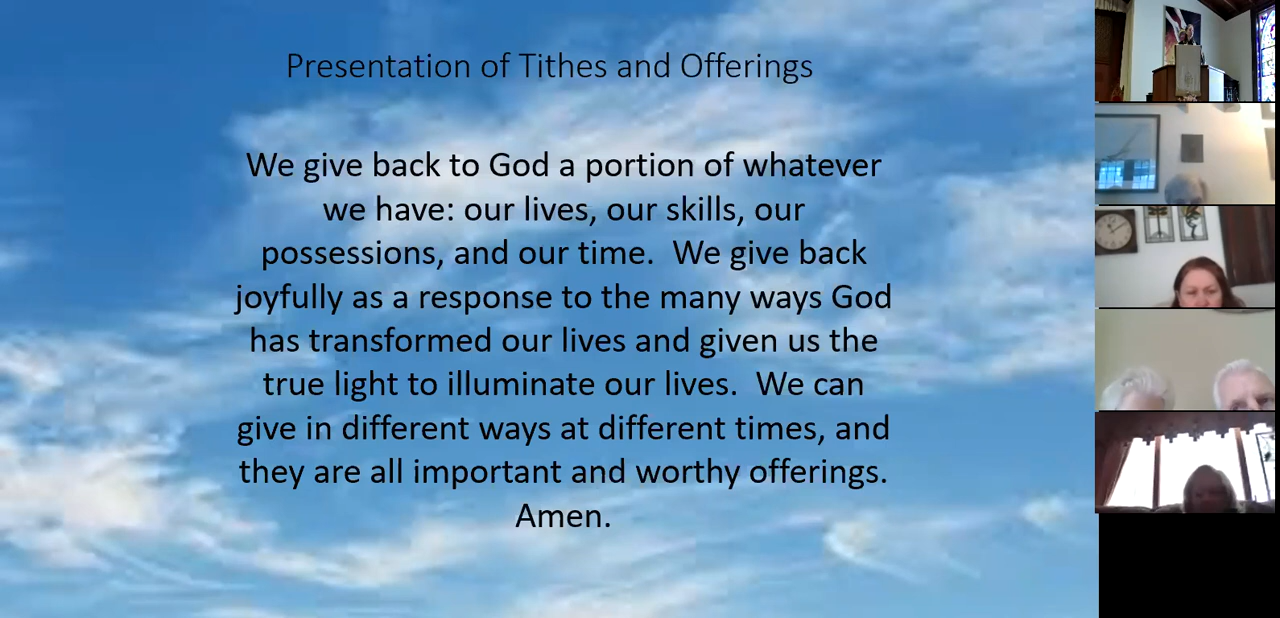 Presentation of Tithes and Offerings
We give back to God a portion of whatever
we have: our lives, our skills, our
possessions, and our time.  We give back
joyfully as a response to the many ways God
has transformed our lives and given us the
true light to illuminate our lives.  We can
give in different ways at different times, and
they are all important and worthy offerings.
Amen.